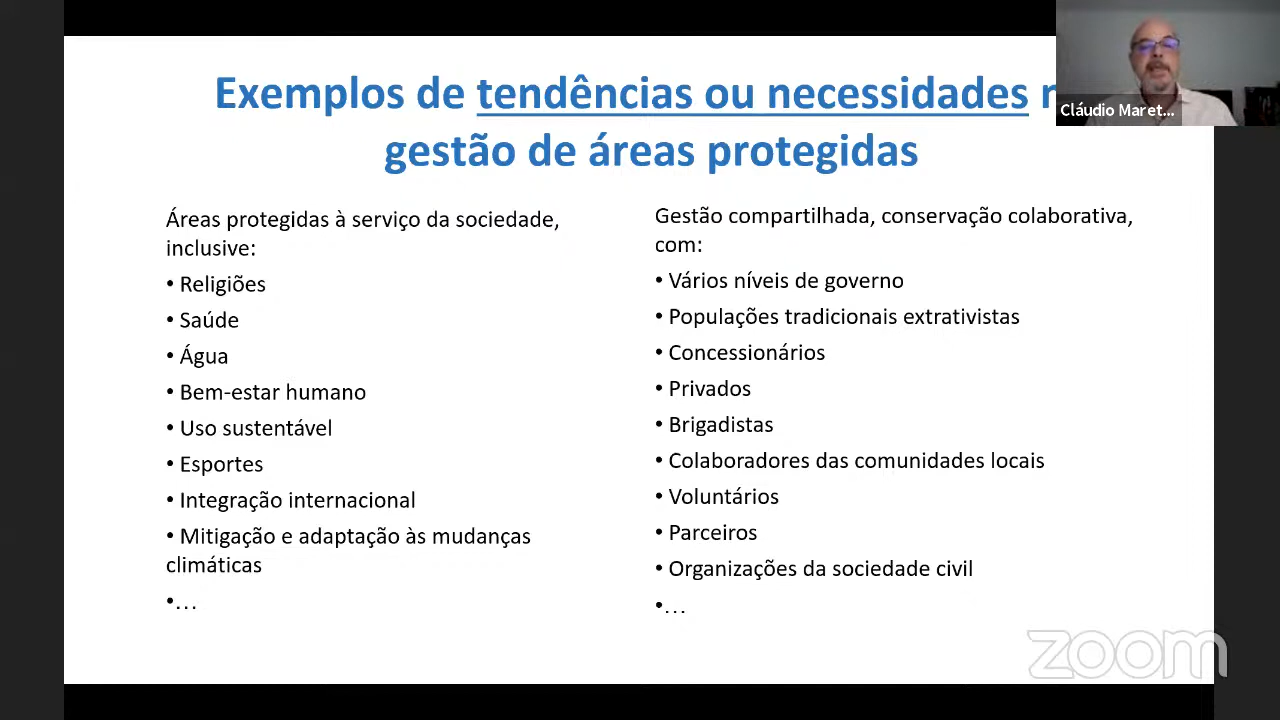 Exemplos de tendências ou necessidades
gestão de áreas protegidas
Cláudio Maret...
Áreas protegidas à serviço da sociedade,
inclusive:
• Religiões
• Saúde
• Água
• Bem-estar humano
• Uso sustentável
• Esportes
• Integração internacional
• Mitigação e adaptação às mudanças
climáticas
•...
Gestão compartilhada, conservação colaborativa,
com:
• Vários níveis de governo
• Populações tradicionais extrativistas
• Concessionários
• Privados
• Brigadistas
• Colaboradores das comunidades locais
• Voluntários
• Parceiros
• Organizações da sociedade civil
•...
zoom